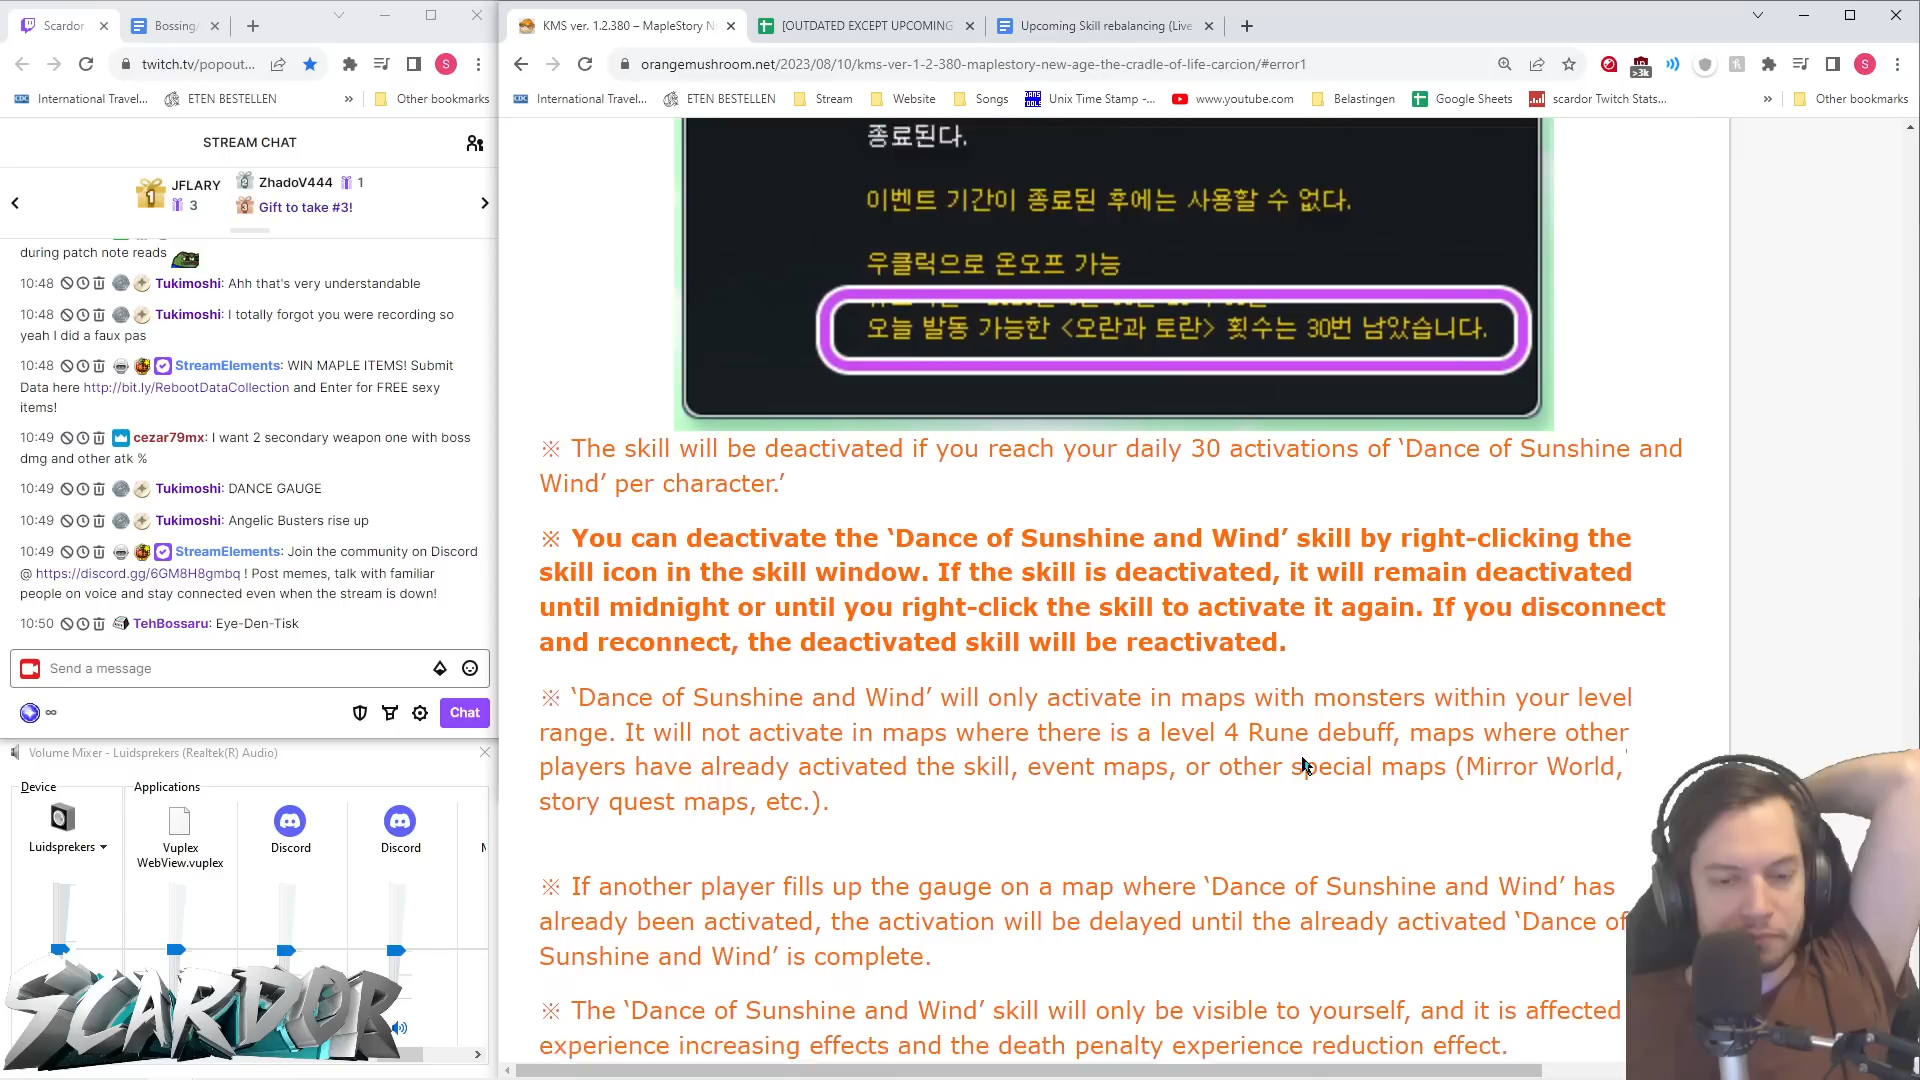 Scardor
Bossing/
KMS ver. 1.2.380 – MapleStory N
[OUTDATED EXCEPT UPCOMING
Upcoming Skill rebalancing (Live
twitch.tv/popout...
S
orangemushroom.net/2023/08/10/kms-ver-1-2-380-maplestory-new-age-the-cradle-of-life-carcion/#error1
>3k
S
International Travel...
ETEN BESTELLEN
»
Other bookmarks
International Travel...
ETEN BESTELLEN
Stream
Website
Songs
Unix Time Stamp -...
www.youtube.com
Belastingen
Google Sheets
scardor Twitch Stats...
»
Other bookmarks
STREAM CHAT
1
JFLARY
3
2
ZhadoV444
1
3
Gift to take #3!
during patch note reads
10:48 Tukimoshi: Ahh that's very understandable
10:48 Tukimoshi: I totally forgot you were recording so
yeah I did a faux pas
10:48 StreamElements: WIN MAPLE ITEMS! Submit
Data here http://bit.ly/RebootDataCollection and Enter for FREE sexy
items!
10:49 cezar79mx: I want 2 secondary weapon one with boss
dmg and other atk %
10:49 Tukimoshi: DANCE GAUGE
10:49 Tukimoshi: Angelic Busters rise up
10:49 StreamElements: Join the community on Discord
@ https://discord.gg/6GM8H8gmbq ! Post memes, talk with familiar
people on voice and stay connected even when the stream is down!
10:50 TehBossaru: Eye-Den-Tisk
Send a message
∞
Chat
Volume Mixer - Luidsprekers (Realtek(R) Audio)
Device
Applications
Luidsprekers
Vuplex
WebView.vuplex
Discord
Discord
SCARDOR
종료된다.
이벤트 기간이 종료된 후에는 사용할 수 없다.
우클릭으로 온오프 가능
오늘 발동 가능한 <오란과 토란> 횟수는 30번 남았습니다.
※ The skill will be deactivated if you reach your daily 30 activations of ‘Dance of Sunshine and
Wind’ per character.’
※ You can deactivate the ‘Dance of Sunshine and Wind’ skill by right-clicking the
skill icon in the skill window. If the skill is deactivated, it will remain deactivated
until midnight or until you right-click the skill to activate it again. If you disconnect
and reconnect, the deactivated skill will be reactivated.
※ ‘Dance of Sunshine and Wind’ will only activate in maps with monsters within your level
range. It will not activate in maps where there is a level 4 Rune debuff, maps where other
players have already activated the skill, event maps, or other special maps (Mirror World,
story quest maps, etc.).
※ If another player fills up the gauge on a map where ‘Dance of Sunshine and Wind’ has
already been activated, the activation will be delayed until the already activated ‘Dance of
Sunshine and Wind’ is complete.
※ The ‘Dance of Sunshine and Wind’ skill will only be visible to yourself, and it is affected
experience increasing effects and the death penalty experience reduction effect.